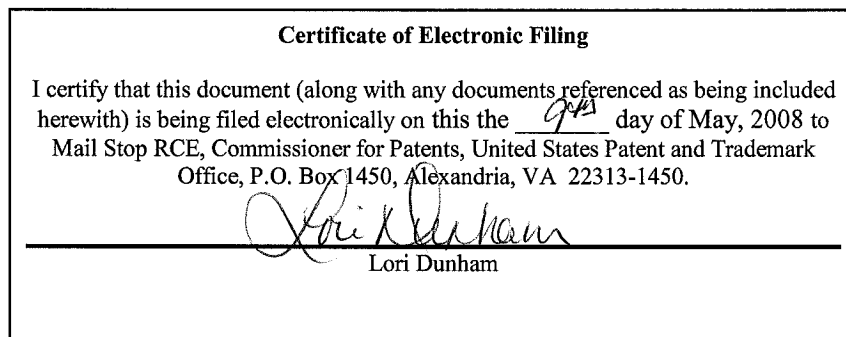 Certificate of Electronic Filing
I certify that this document (along with any documents referenced as being included
herewith) is being filed electronically on this the 9th day of May, 2008 to
Mail Stop RCE, Commissioner for Patents, United States Patent and Trademark
Office, P.O. Box 1450, Alexandria, VA 22313-1450.
Lori Dunham
Lori Dunham